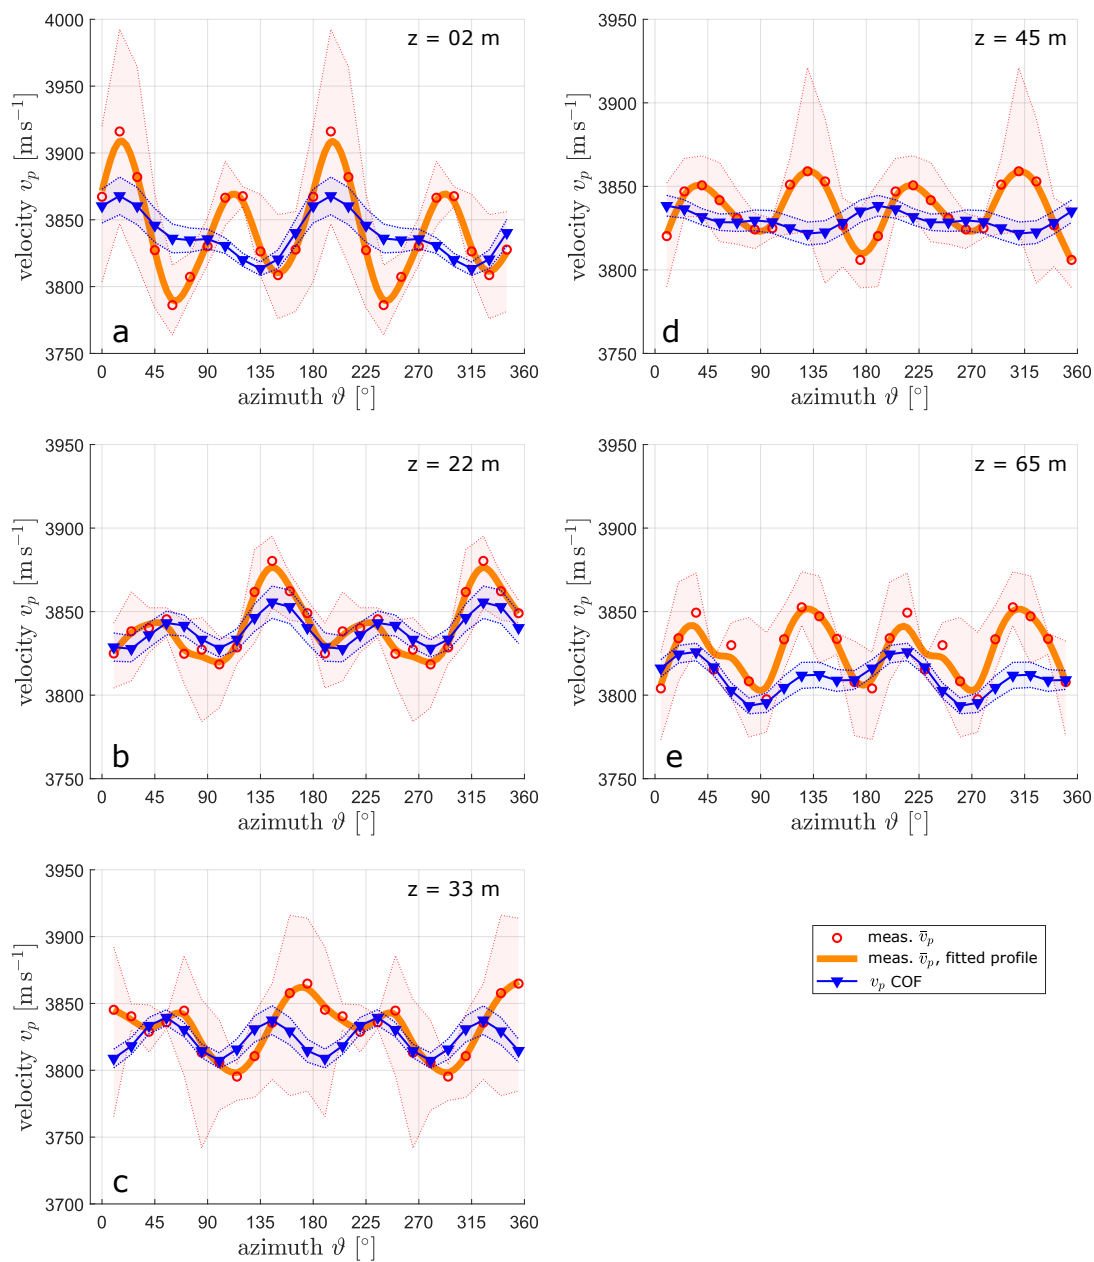 z = 02 m
4000
3950
3900
3850
3800
3750
velocity v_p [m s⁻¹]
a
0 45 90 135 180 225 270 315 360
azimuth ϑ [°]
z = 45 m
3950
3900
3850
3800
3750
velocity v_p [m s⁻¹]
d
0 45 90 135 180 225 270 315 360
azimuth ϑ [°]
z = 22 m
3950
3900
3850
3800
3750
velocity v_p [m s⁻¹]
b
0 45 90 135 180 225 270 315 360
azimuth ϑ [°]
z = 65 m
3950
3900
3850
3800
3750
velocity v_p [m s⁻¹]
e
0 45 90 135 180 225 270 315 360
azimuth ϑ [°]
z = 33 m
3950
3900
3850
3800
3750
3700
velocity v_p [m s⁻¹]
c
0 45 90 135 180 225 270 315 360
azimuth ϑ [°]
meas. v̄_p
meas. v̄_p, fitted profile
v_p COF